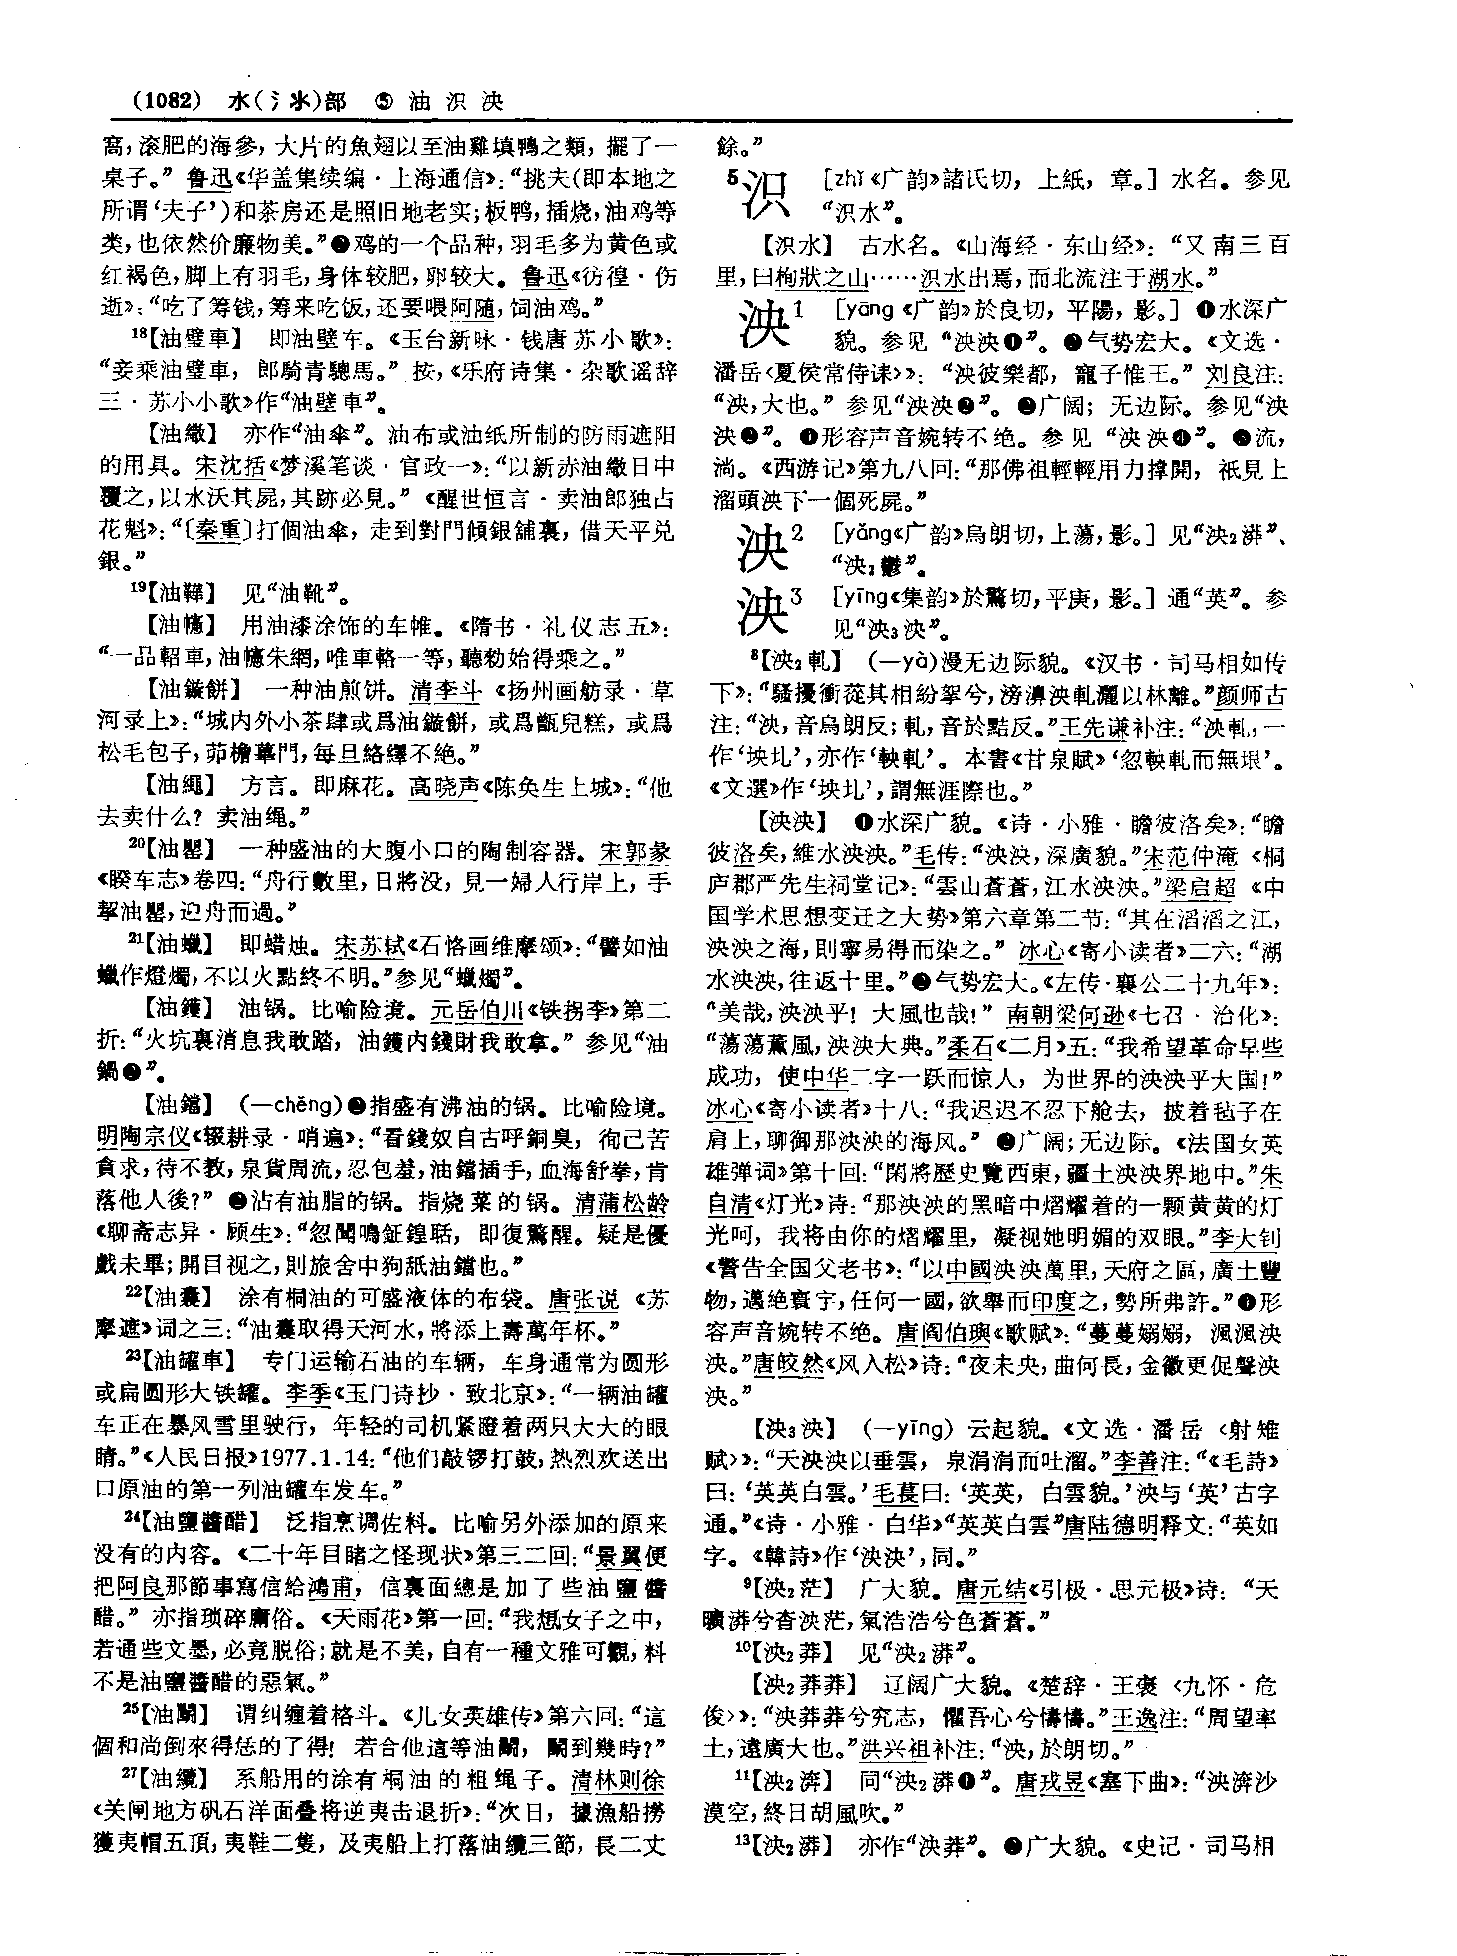 (1082) 水(氵氺)部 ⑤ 油 沢 泱
窩,滚肥的海參,大片的魚翅以至油雞填鴨之類,擺了一
桌子。” 鲁迅《华盖集续编·上海通信》:“挑夫(即本地之
所谓‘夫子’)和茶房还是照旧地老实;板鸭,插烧,油鸡等
类,也依然价廉物美。”❷鸡的一个品种,羽毛多为黄色或
红褐色,脚上有羽毛,身体较肥,卵较大。鲁迅《彷徨·伤
逝》:“吃了筹钱,筹来吃饭,还要喂阿随,饲油鸡。”
18【油壁車】 即油壁车。《玉台新咏·钱唐苏小歌》:
“妾乘油壁車,郎騎青驄馬。” 按,《乐府诗集·杂歌谣辞
三·苏小小歌》作“油壁車”。
【油繖】 亦作“油傘”。油布或油纸所制的防雨遮阳
的用具。宋沈括《梦溪笔谈·官政一》:“以新赤油繖日中
覆之,以水沃其屍,其跡必見。” 《醒世恒言·卖油郎独占
花魁》:“〔秦重〕打個油傘,走到對門傾銀舖裏,借天平兑
銀。”
19【油鞾】 见“油靴”。
【油幰】 用油漆涂饰的车帷。《隋书·礼仪志五》:
“一品軺車,油幰朱網,唯車輅一等,聽勑始得乘之。”
【油鏇餅】 一种油煎饼。清李斗《扬州画舫录·草
河录上》:“城内外小茶肆或爲油鏇餅,或爲甑兒糕,或爲
松毛包子,茆檐蓽門,每旦絡繹不絶。”
【油繩】 方言。即麻花。高晓声《陈奂生上城》:“他
去卖什么? 卖油绳。”
20【油罌】 一种盛油的大腹小口的陶制容器。宋郭彖
《睽车志》卷四:“舟行數里,日將没,見一婦人行岸上,手
挈油罌,迎舟而過。”
21【油蠟】 即蜡烛。宋苏轼《石恪画维摩颂》:“譬如油
蠟作燈燭,不以火點終不明。”参见“蠟燭”。
【油鑊】 油锅。比喻险境。元岳伯川《铁拐李》第二
折:“火坑裏消息我敢踏,油鑊内錢財我敢拿。” 参见“油
鍋❷”。
【油鐺】 (—chēng)❶指盛有沸油的锅。比喻险境。
明陶宗仪《辍耕录·哨遍》:“看錢奴自古呼銅臭,徇己苦
貪求,待不教,泉貨周流,忍包羞,油鐺插手,血海舒拳,肯
落他人後?” ❷沾有油脂的锅。指烧菜的锅。清蒲松龄
《聊斋志异·顾生》:“忽聞鳴鉦鍠聒,即復驚醒。疑是優
戲未畢;開目视之,則旅舍中狗舐油鐺也。”
22【油囊】 涂有桐油的可盛液体的布袋。唐张说《苏
摩遮》词之三:“油囊取得天河水,將添上壽萬年杯。”
23【油罐車】 专门运输石油的车辆,车身通常为圆形
或扁圆形大铁罐。李季《玉门诗抄·致北京》:“一辆油罐
车正在暴风雪里驶行,年轻的司机紧瞪着两只大大的眼
睛。”《人民日报》1977.1.14:“他们敲锣打鼓,热烈欢送出
口原油的第一列油罐车发车。”
24【油鹽醬醋】 泛指烹调佐料。比喻另外添加的原来
没有的内容。《二十年目睹之怪现状》第三二回:“景翼便
把阿良那節事寫信給鴻甫,信裏面總是加了些油鹽醬
醋。” 亦指琐碎庸俗。《天雨花》第一回:“我想女子之中,
若通些文墨,必竟脱俗;就是不美,自有一種文雅可觀,料
不是油鹽醬醋的惡氣。”
25【油鬭】 谓纠缠着格斗。《儿女英雄传》第六回:“這
個和尚倒來得恁的了得! 若合他這等油鬭,鬭到幾時?”
27【油纜】 系船用的涂有桐油的粗绳子。清林则徐
《关闸地方矾石洋面叠将逆夷击退折》:“次日,據漁船撈
獲夷帽五頂,夷鞋二隻,及夷船上打落油纜三節,長二丈
餘。”
5沢 [zhǐ《广韵》諸氏切,上紙,章。] 水名。参见
“沢水”。
【沢水】 古水名。《山海经·东山经》:“又南三百
里,曰栒狀之山……沢水出焉,而北流注于湖水。”
泱1 [yāng《广韵》於良切,平陽,影。] ❶水深广
貌。参见“泱泱❶”。❷气势宏大。《文选·
潘岳〈夏侯常侍诔〉》:“泱彼樂都,寵子惟王。” 刘良注:
“泱,大也。” 参见“泱泱❷”。❸广阔;无边际。参见“泱
泱❸”。❹形容声音婉转不绝。参见“泱泱❹”。❺流,
淌。《西游记》第九八回:“那佛祖輕輕用力撑開,祇見上
溜頭泱下一個死屍。”
泱2 [yǎng《广韵》烏朗切,上蕩,影。] 见“泱2漭”、
“泱2鬱”。
泱3 [yīng《集韵》於驚切,平庚,影。] 通“英”。参
见“泱3泱”。
8【泱2軋】 (—yà)漫无边际貌。《汉书·司马相如传
下》:“騷擾衝蓯其相紛挐兮,滂濞泱軋麗以林離。”颜师古
注:“泱,音烏朗反;軋,音於黠反。”王先谦补注:“泱軋,一
作‘坱圠’,亦作‘軮軋’。本書《甘泉賦》‘忽軮軋而無垠’。
《文選》作‘坱圠’,謂無涯際也。”
【泱泱】 ❶水深广貌。《诗·小雅·瞻彼洛矣》:“瞻
彼洛矣,維水泱泱。”毛传:“泱泱,深廣貌。”宋范仲淹《桐
庐郡严先生祠堂记》:“雲山蒼蒼,江水泱泱。”梁启超《中
国学术思想变迁之大势》第六章第二节:“其在滔滔之江,
泱泱之海,則寧易得而染之。” 冰心《寄小读者》二六:“湖
水泱泱,往返十里。”❷气势宏大。《左传·襄公二十九年》:
“美哉,泱泱乎! 大風也哉!” 南朝梁何逊《七召·治化》:
“蕩蕩薰風,泱泱大典。”柔石《二月》五:“我希望革命早些
成功,使中华二字一跃而惊人,为世界的泱泱乎大国!”
冰心《寄小读者》十八:“我迟迟不忍下舱去,披着毡子在
肩上,聊御那泱泱的海风。” ❸广阔;无边际。《法国女英
雄弹词》第十回:“閑將歷史覽西東,疆土泱泱界地中。”朱
自清《灯光》诗:“那泱泱的黑暗中熠耀着的一颗黄黄的灯
光呵,我将由你的熠耀里,凝视她明媚的双眼。”李大钊
《警告全国父老书》:“以中國泱泱萬里,天府之區,廣土豐
物,邁絶寰宇,任何一國,欲舉而印度之,勢所弗許。”❹形
容声音婉转不绝。唐阎伯璵《歌赋》:“蔓蔓嫋嫋,渢渢泱
泱。”唐皎然《风入松》诗:“夜未央,曲何長,金徽更促聲泱
泱。”
【泱3泱】 (—yīng) 云起貌。《文选·潘岳〈射雉
赋〉》:“天泱泱以垂雲,泉涓涓而吐溜。”李善注:“《毛詩》
曰:‘英英白雲。’毛萇曰:‘英英,白雲貌。’泱与‘英’古字
通。”《诗·小雅·白华》“英英白雲”唐陆德明释文:“英如
字。《韓詩》作‘泱泱’,同。”
9【泱2茫】 广大貌。唐元结《引极·思元极》诗:“天
曠漭兮杳泱茫,氣浩浩兮色蒼蒼。”
10【泱2莽】 见“泱2漭”。
【泱2莽莽】 辽阔广大貌。《楚辞·王褒〈九怀·危
俊〉》:“泱莽莽兮究志,懼吾心兮懤懤。”王逸注:“周望率
土,遠廣大也。”洪兴祖补注:“泱,於朗切。”
11【泱2渀】 同“泱2漭❶”。唐戎昱《塞下曲》:“泱渀沙
漠空,終日胡風吹。”
13【泱2漭】 亦作“泱莽”。❶广大貌。《史记·司马相